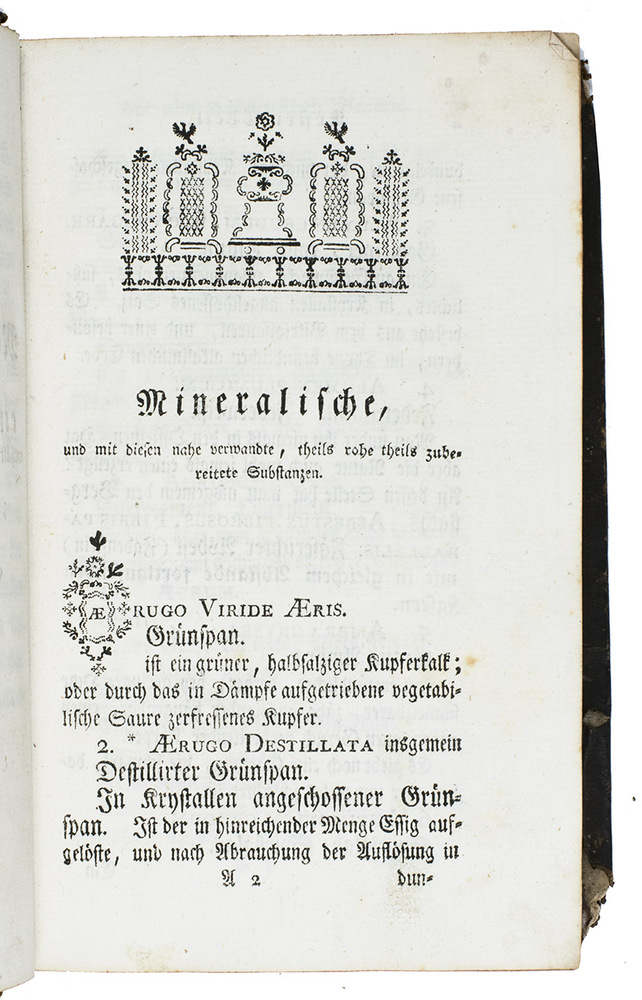 Mineralische,
und mit diesen nahe verwandte, theils rohe theils zube-
reitete Substanzen.
ÆRUGO VIRIDE ÆRIS.
Grünspan.
ist ein grüner, halbsalziger Kupferkalk;
oder durch das in Dämpfe aufgetriebene vegetabi-
lische Saure zerfressenes Kupfer.
2. * ÆRUGO DESTILLATA insgemein
Destillirter Grünspan.
In Krystallen angeschossener Grün-
span. Ist der in hinreichender Menge Essig auf-
gelöste, und nach Abrauchung der Auflösung in
A 2 dun-